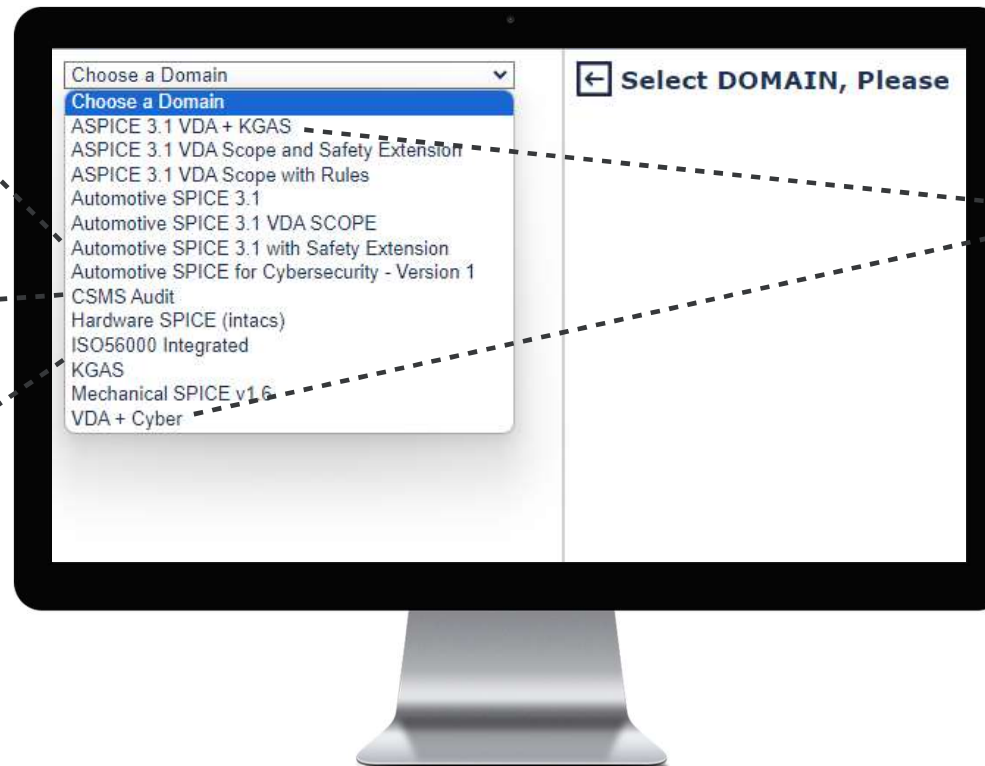 Choose a Domain
Choose a Domain
ASPICE 3.1 VDA + KGAS
ASPICE 3.1 VDA Scope and Safety Extension
ASPICE 3.1 VDA Scope with Rules
Automotive SPICE 3.1
Automotive SPICE 3.1 VDA SCOPE
Automotive SPICE 3.1 with Safety Extension
Automotive SPICE for Cybersecurity - Version 1
CSMS Audit
Hardware SPICE (intacs)
ISO56000 Integrated
KGAS
Mechanical SPICE v1.6
VDA + Cyber
Select DOMAIN, Please